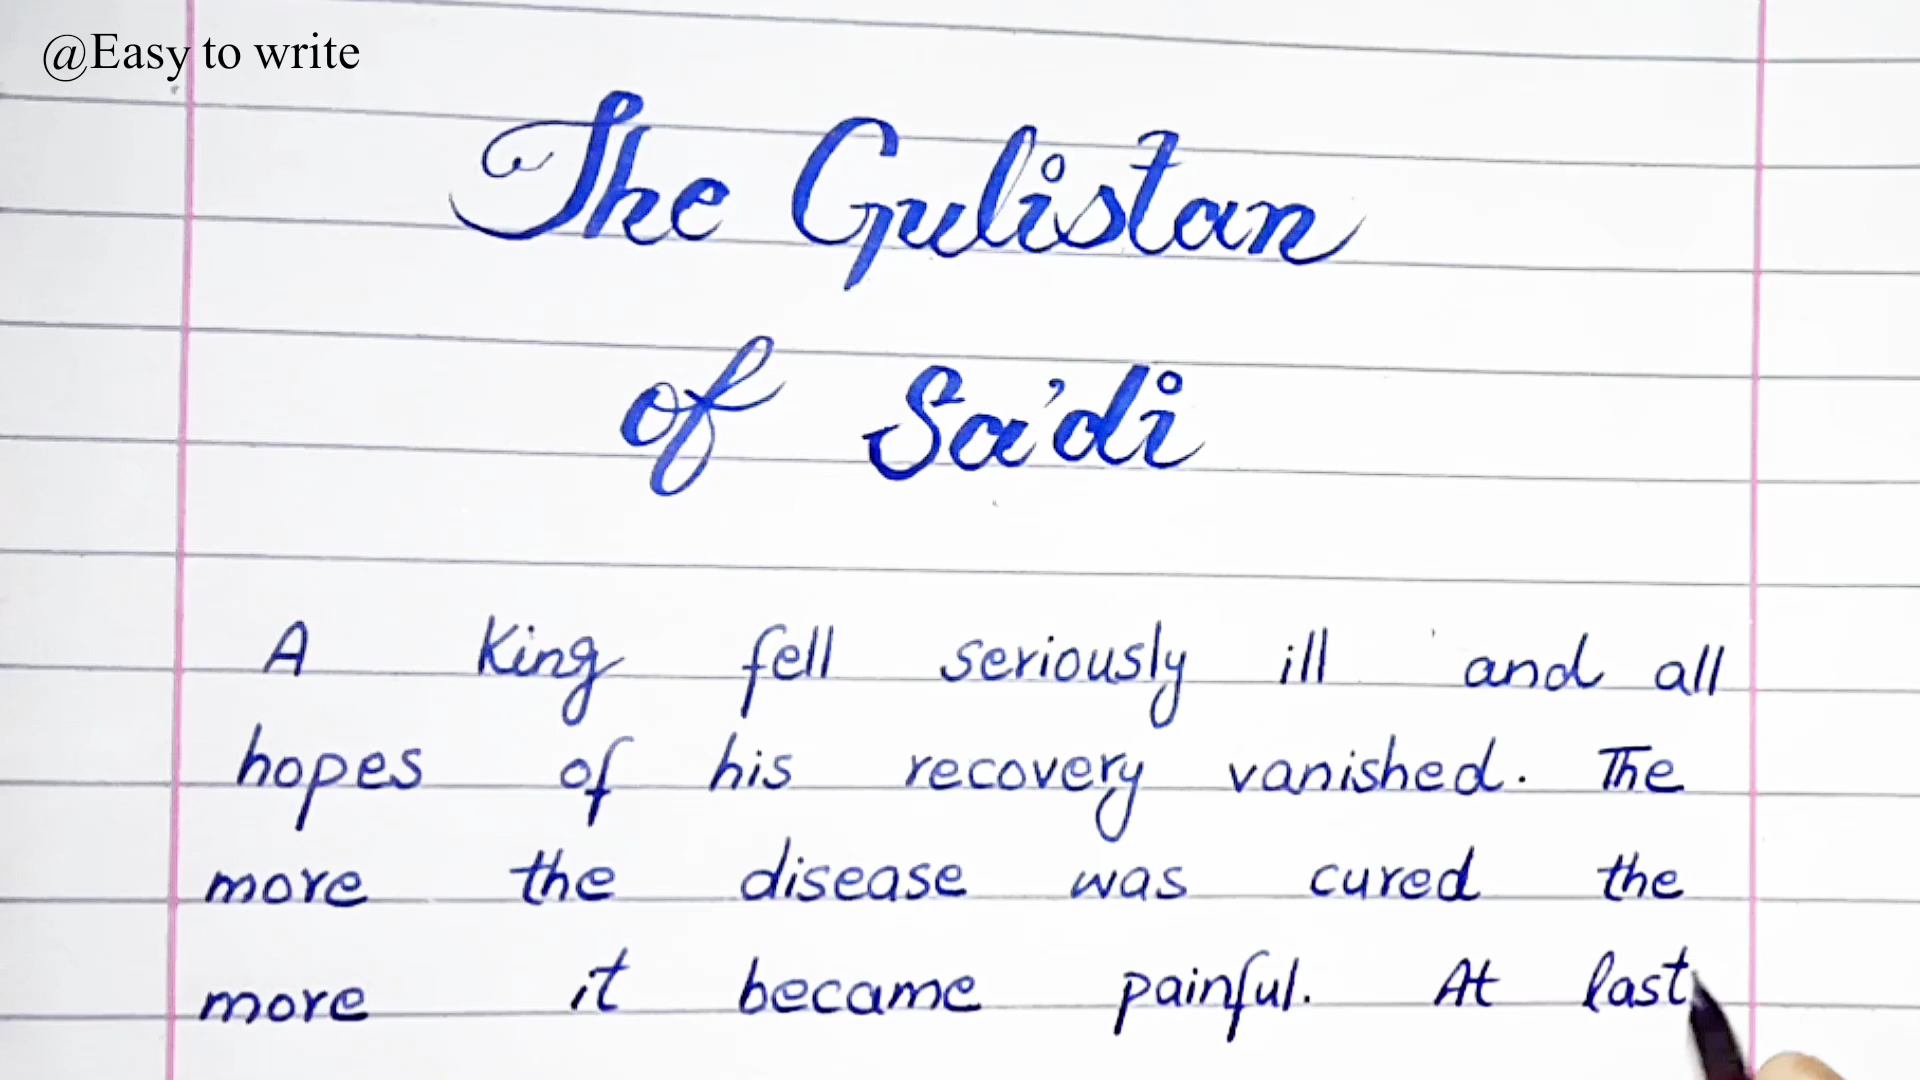 @Easy to write
The Gulistan
of Sa'di
A King fell seriously ill and all
hopes of his recovery vanished. The
more the disease was cured the
more it became painful. At last